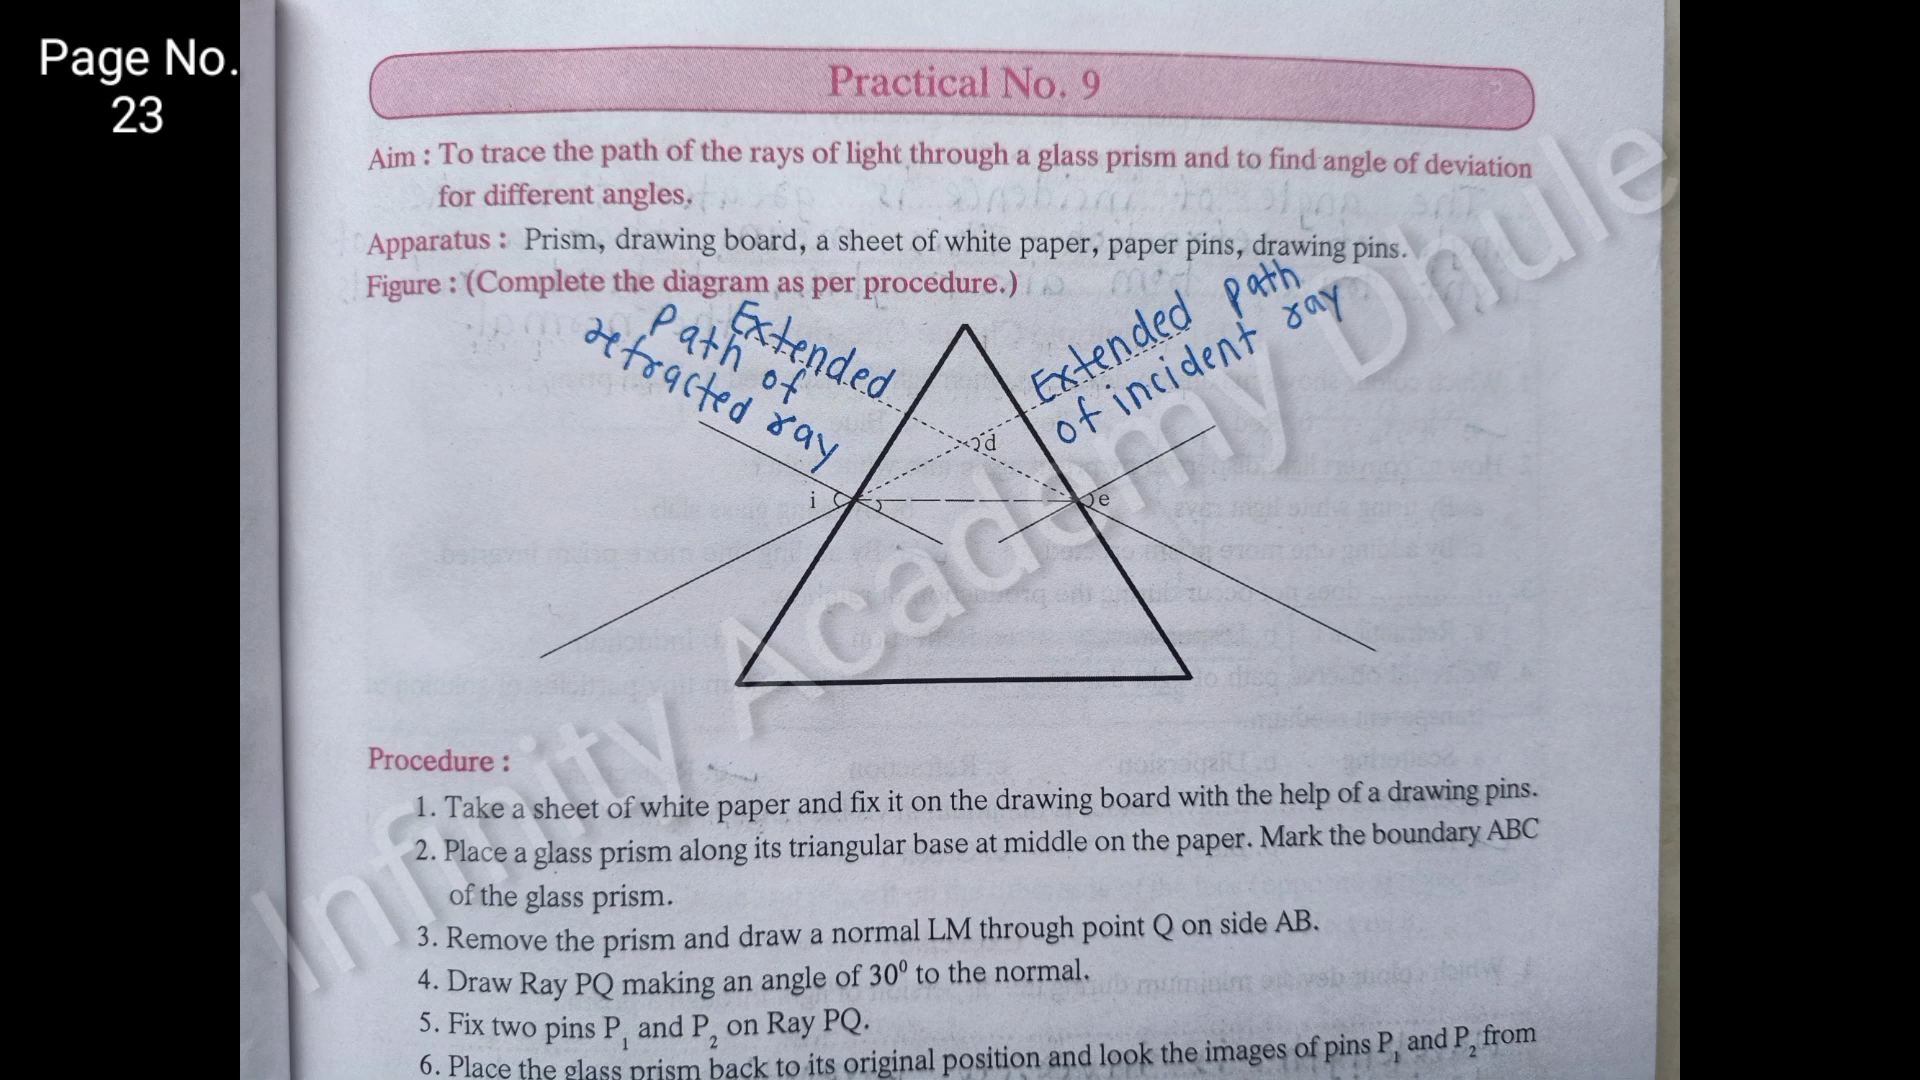 Page No.
23
Practical No. 9
Aim : To trace the path of the rays of light through a glass prism and to find angle of deviation
for different angles.
Apparatus : Prism, drawing board, a sheet of white paper, paper pins, drawing pins.
Figure : (Complete the diagram as per procedure.)
Extended
Path of
refracted ray
Extended path
of incident ray
d
i
e
Procedure :
1. Take a sheet of white paper and fix it on the drawing board with the help of a drawing pins.
2. Place a glass prism along its triangular base at middle on the paper. Mark the boundary ABC
of the glass prism.
3. Remove the prism and draw a normal LM through point Q on side AB.
4. Draw Ray PQ making an angle of 30⁰ to the normal.
5. Fix two pins P₁ and P₂ on Ray PQ.
6. Place the glass prism back to its original position and look the images of pins P₁ and P₂ from
Infinity Academy Dhule